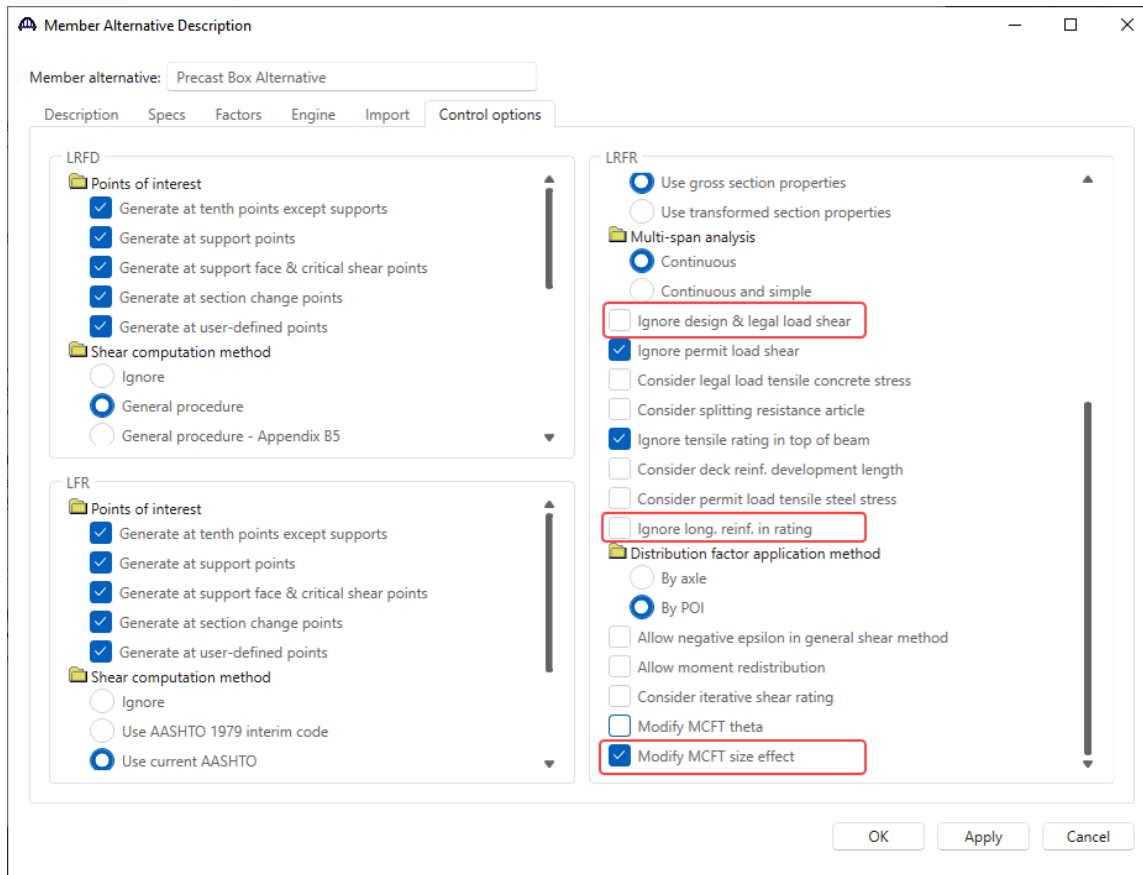 Member Alternative Description
Member alternative: Precast Box Alternative
Description Specs Factors Engine Import Control options
LRFD
Points of interest
Generate at tenth points except supports
Generate at support points
Generate at support face & critical shear points
Generate at section change points
Generate at user-defined points
Shear computation method
Ignore
General procedure
General procedure - Appendix B5
LFR
Points of interest
Generate at tenth points except supports
Generate at support points
Generate at support face & critical shear points
Generate at section change points
Generate at user-defined points
Shear computation method
Ignore
Use AASHTO 1979 interim code
Use current AASHTO
LRFR
Use gross section properties
Use transformed section properties
Multi-span analysis
Continuous
Continuous and simple
Ignore design & legal load shear
Ignore permit load shear
Consider legal load tensile concrete stress
Consider splitting resistance article
Ignore tensile rating in top of beam
Consider deck reinf. development length
Consider permit load tensile steel stress
Ignore long. reinf. in rating
Distribution factor application method
By axle
By POI
Allow negative epsilon in general shear method
Allow moment redistribution
Consider iterative shear rating
Modify MCFT theta
Modify MCFT size effect
OK Apply Cancel